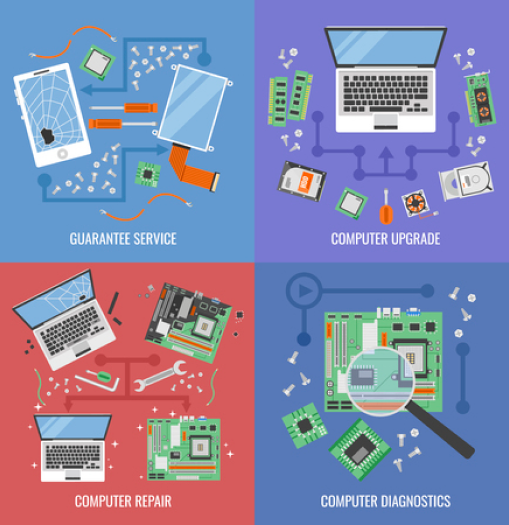 GUARANTEE SERVICE
COMPUTER UPGRADE
COMPUTER REPAIR
COMPUTER DIAGNOSTICS